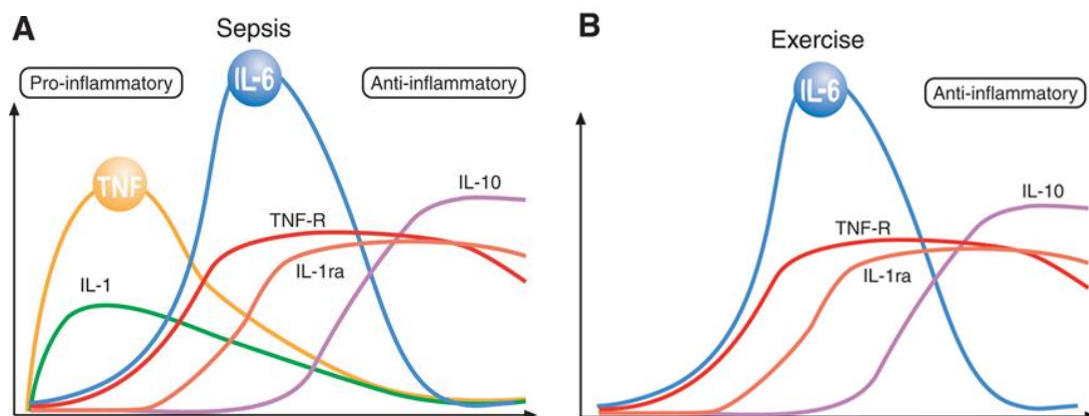 A
Sepsis
Pro-inflammatory
IL-6
Anti-inflammatory
TNF
IL-10
TNF-R
IL-1ra
IL-1
B
Exercise
IL-6
Anti-inflammatory
IL-10
TNF-R
IL-1ra